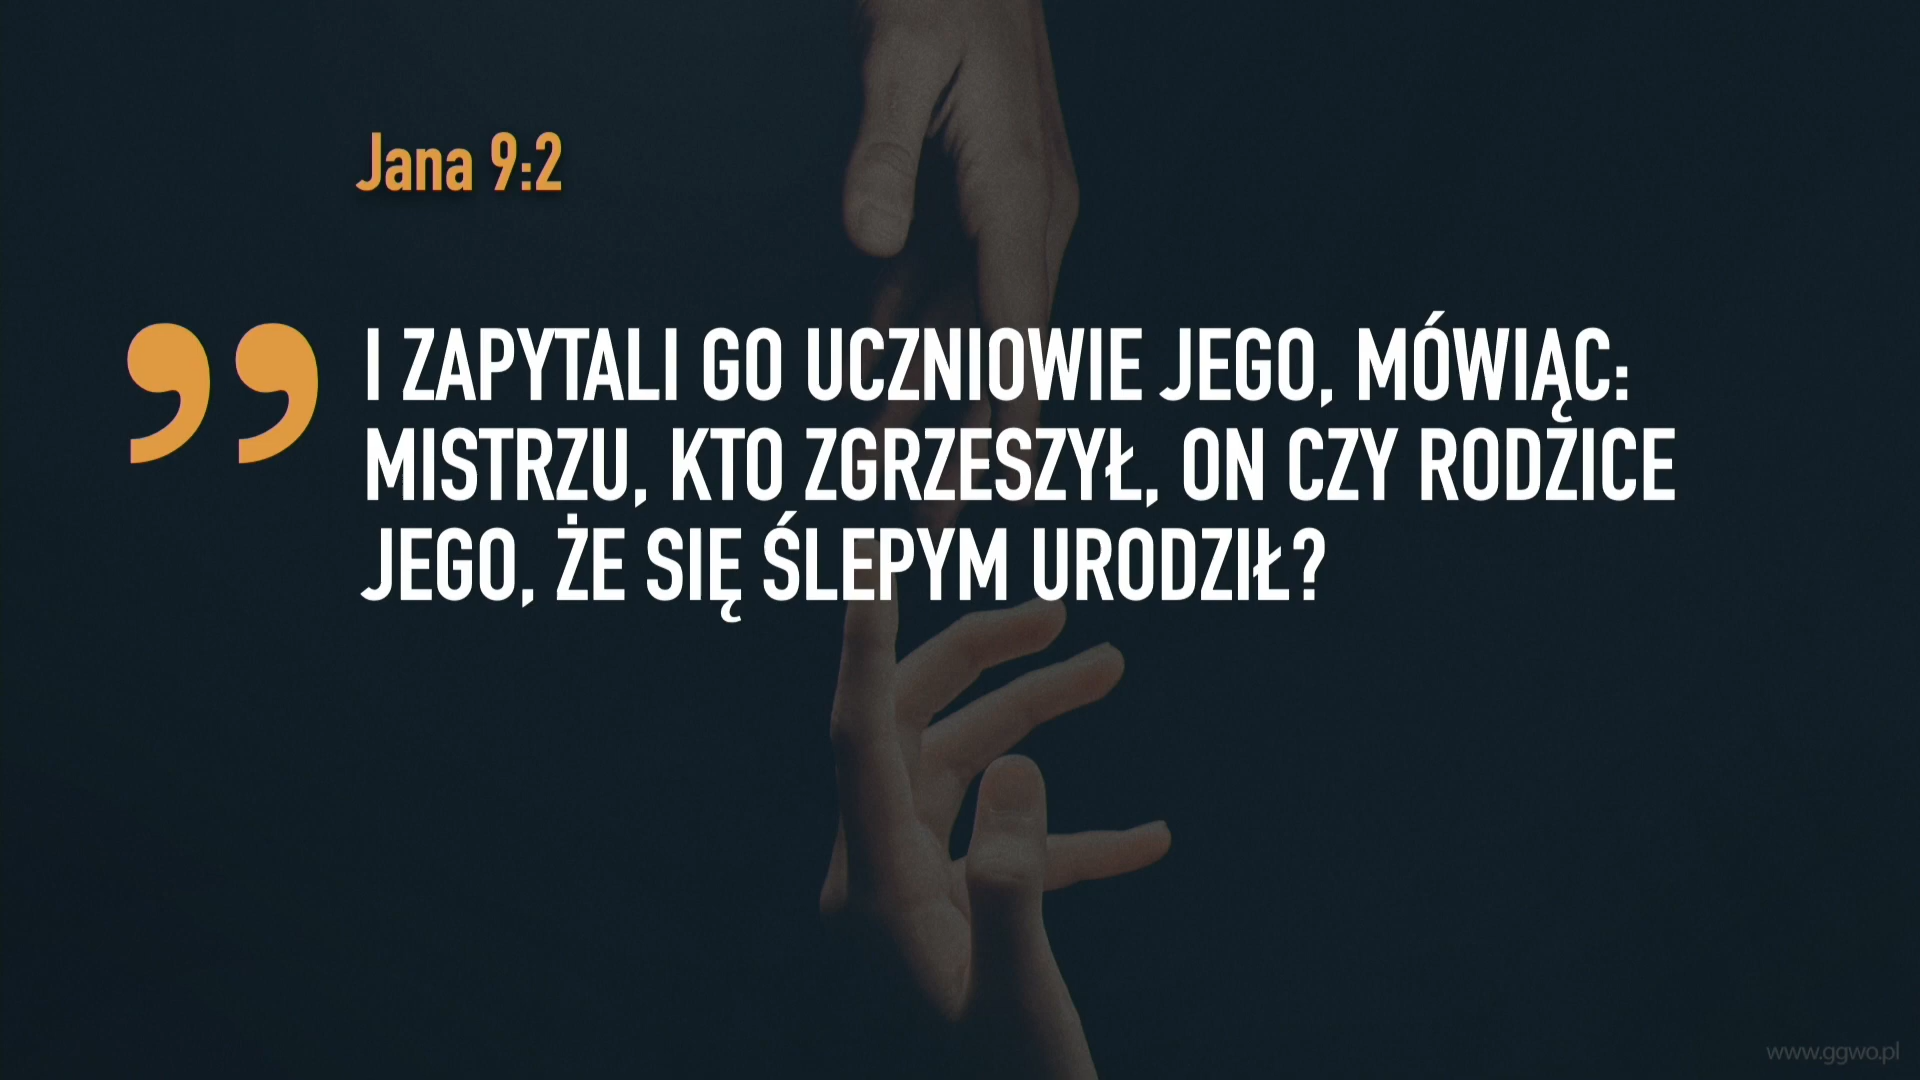 Jana 9:2
” I ZAPYTALI GO UCZNIOWIE JEGO, MÓWIĄC:
MISTRZU, KTO ZGRZESZYŁ, ON CZY RODZICE
JEGO, ŻE SIĘ ŚLEPYM URODZIŁ?
www.ggwo.pl